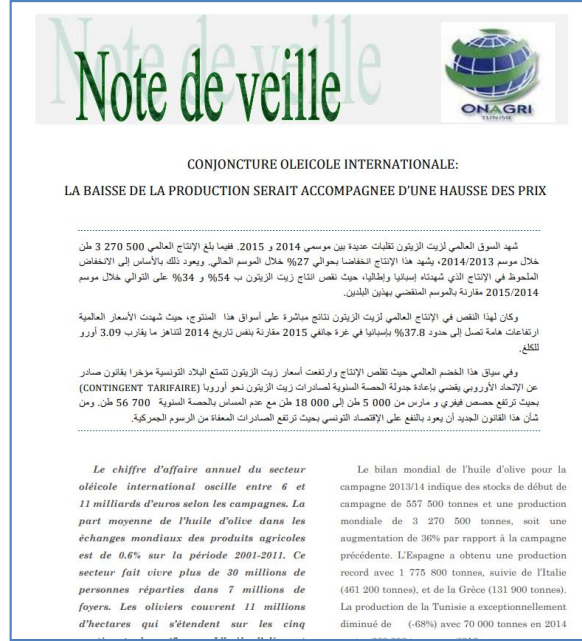 Note de veille
ONAGRI
TUNISIE
CONJONCTURE OLEICOLE INTERNATIONALE:
LA BAISSE DE LA PRODUCTION SERAIT ACCOMPAGNEE D'UNE HAUSSE DES PRIX
شهد السوق العالمي لزيت الزيتون تقلبات عديدة بين موسمي 2014 و 2015. ففيما بلغ الإنتاج العالمي 500 270 3 طن
خلال موسم 2014/2013، يشهد هذا الإنتاج انخفاضا بحوالي 27% خلال الموسم الحالي. ويعود ذلك بالأساس إلى الانخفاض
الملحوظ في الإنتاج الذي شهدتاه إسبانيا وإيطاليا، حيث نقص انتاج زيت الزيتون ب 54% و 34% على التوالي خلال موسم
2015/2014 مقارنة بالموسم المنقضي بهذين البلدين.
وكان لهذا النقص في الإنتاج العالمي لزيت الزيتون نتائج مباشرة على أسواق هذا المنتوج، حيث شهدت الأسعار العالمية
ارتفاعات هامة تصل إلى حدود 37.8% بإسبانيا في غرة جانفي 2015 مقارنة بنفس تاريخ 2014 لتناهز ما يقارب 3.09 أورو
للكلغ.
وفي سياق هذا الخضم العالمي حيث تقلص الإنتاج وارتفعت أسعار زيت الزيتون تتمتع البلاد التونسية مؤخرا بقانون صادر
عن الإتحاد الأوروبي يقضي بإعادة جدولة الحصة السنوية لصادرات زيت الزيتون نحو أوروبا (CONTINGENT TARIFAIRE)
بحيث ترتفع حصص فيفري و مارس من 000 5 طن إلى 000 18 طن مع عدم المساس بالحصة السنوية 700 56 طن. ومن
شأن هذا القانون الجديد أن يعود بالنفع على الإقتصاد التونسي بحيث ترتفع الصادرات المعفاة من الرسوم الجمركية.
Le chiffre d'affaire annuel du secteur
oléicole international oscille entre 6 et
11 milliards d'euros selon les campagnes. La
part moyenne de l'huile d'olive dans les
échanges mondiaux des produits agricoles
est de 0.6% sur la période 2001-2011. Ce
secteur fait vivre plus de 30 millions de
personnes réparties dans 7 millions de
foyers. Les oliviers couvrent 11 millions
d'hectares qui s'étendent sur les cinq
Le bilan mondial de l'huile d'olive pour la
campagne 2013/14 indique des stocks de début de
campagne de 557 500 tonnes et une production
mondiale de 3 270 500 tonnes, soit une
augmentation de 36% par rapport à la campagne
précédente. L'Espagne a obtenu une production
record avec 1 775 800 tonnes, suivie de l'Italie
(461 200 tonnes), et de la Grèce (131 900 tonnes).
La production de la Tunisie a exceptionnellement
diminué de (-68%) avec 70 000 tonnes en 2014